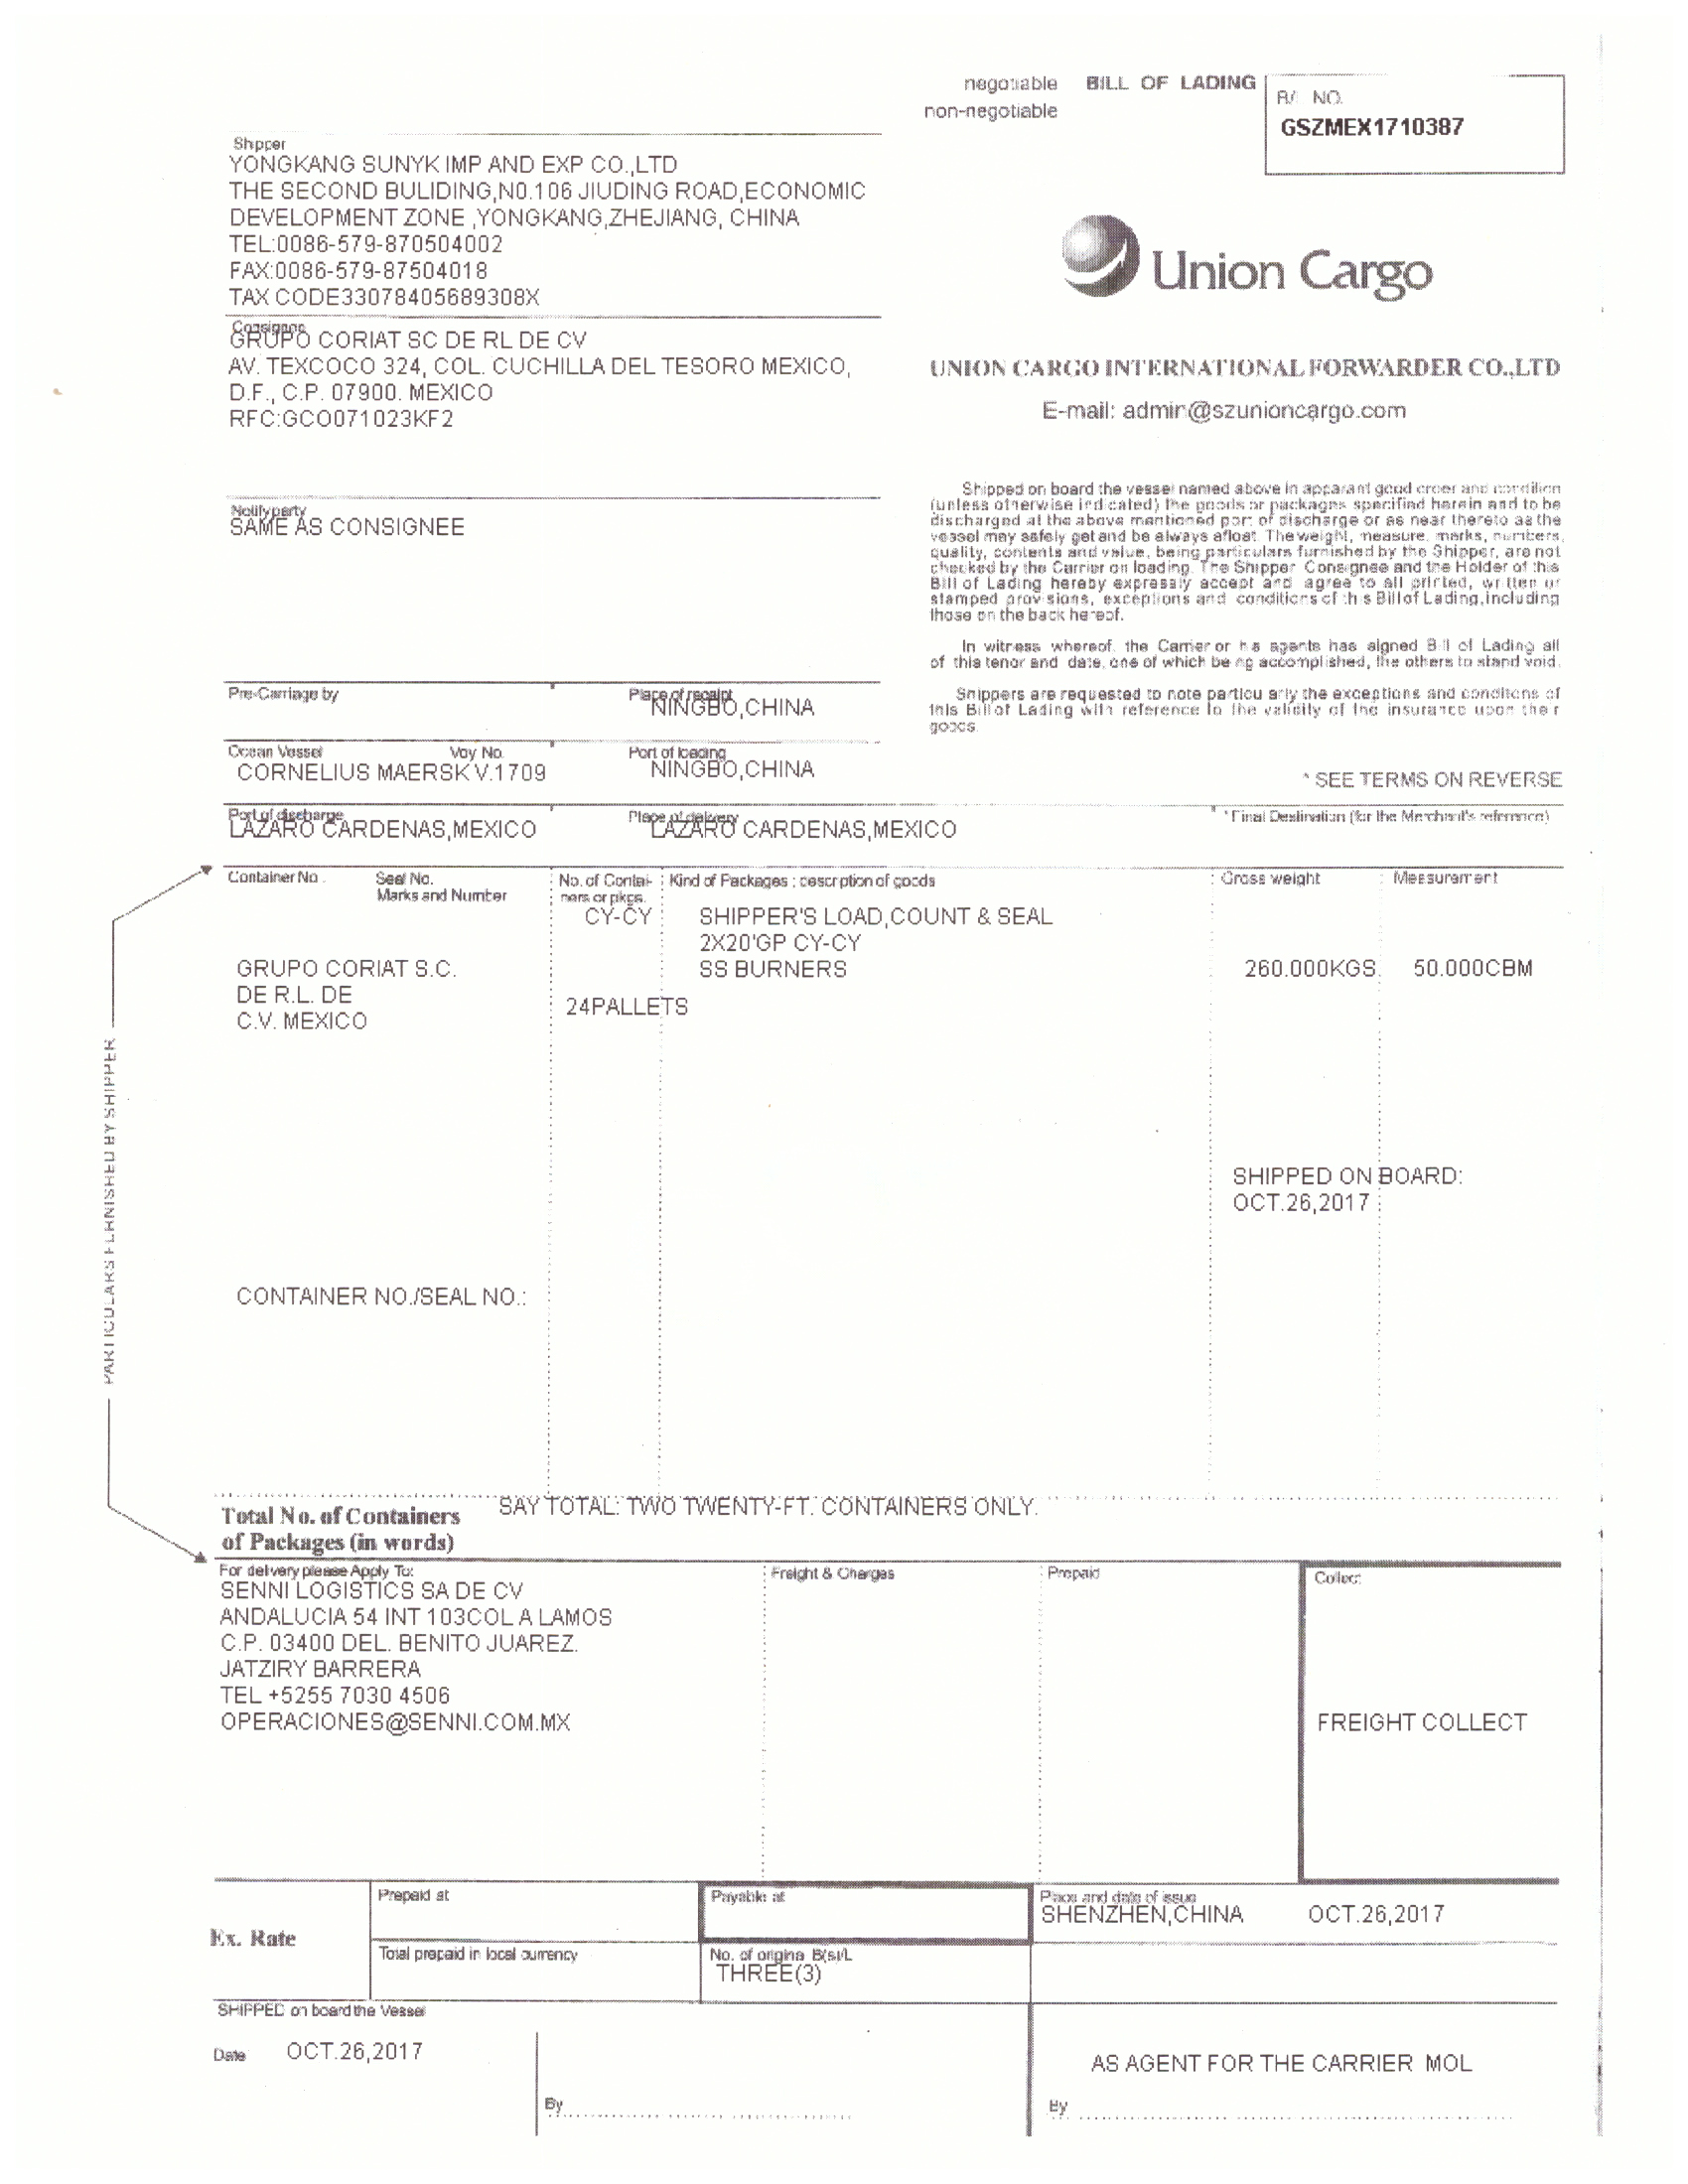 negotiable BILL OF LADING
non-negotiable
B/L NO.
GSZMEX1710387
Shipper
YONGKANG SUNYK IMP AND EXP CO.,LTD
THE SECOND BULIDING,N0.106 JIUDING ROAD,ECONOMIC
DEVELOPMENT ZONE ,YONGKANG,ZHEJIANG, CHINA
TEL:0086-579-870504002
FAX:0086-579-87504018
TAX CODE33078405689308X
Union Cargo
Consignee
GRUPO CORIAT SC DE RL DE CV
AV. TEXCOCO 324, COL. CUCHILLA DEL TESORO MEXICO,
D.F., C.P. 07900. MEXICO
RFC:GCO071023KF2
UNION CARGO INTERNATIONAL FORWARDER CO.,LTD
E-mail: admin@szunioncargo.com
Notify party
SAME AS CONSIGNEE
Shipped on board the vessel named above in apparant good order and condition
(unless otherwise indicated) the goods or packages specified herein and to be
discharged at the above mentioned port of discharge or as near thereto as the
vessel may safely get and be always afloat. The weight, measure, marks, numbers,
quality, contents and value, being particulars furnished by the Shipper, are not
checked by the Carrier on loading. The Shipper Consignee and the Holder of this
Bill of Lading hereby expressly accept and agree to all printed, written or
stamped provisions, exceptions and conditions of this Bill of Lading, including
those on the back hereof.
In witness whereof, the Carrier or his agents has signed Bill of Lading all
of this tenor and date, one of which being accomplished, the others to stand void.
Shippers are requested to note particularly the exceptions and conditions of
this Bill of Lading with reference to the validity of the insurance upon their
goods.
* SEE TERMS ON REVERSE
Pre-Carriage by Place of receipt
NINGBO,CHINA
Ocean Vessel Voy No. Port of loading
CORNELIUS MAERSK V.1709 NINGBO,CHINA
Port of discharge Place of delivery * Final Destination (for the Merchant's reference)
LAZARO CARDENAS,MEXICO LAZARO CARDENAS,MEXICO
Container No. Seal No. No. of Contai- Kind of Packages ; description of goods Gross weight Measurement
Marks and Number ners or pkgs.
CY-CY SHIPPER'S LOAD,COUNT & SEAL
2X20'GP CY-CY
GRUPO CORIAT S.C. SS BURNERS 260.000KGS 50.000CBM
DE R.L. DE
24PALLETS
C.V. MEXICO
PARTICULARS FURNISHED BY SHIPPER
SHIPPED ON BOARD:
OCT.26,2017
CONTAINER NO./SEAL NO.:
Total No. of Containers SAY TOTAL: TWO TWENTY-FT. CONTAINERS ONLY.
of Packages (in words)
For delivery please Apply To: Freight & Charges Prepaid Collect
SENNI LOGISTICS SA DE CV
ANDALUCIA 54 INT 103COL A LAMOS
C.P. 03400 DEL. BENITO JUAREZ.
JATZIRY BARRERA
TEL +5255 7030 4506
OPERACIONES@SENNI.COM.MX FREIGHT COLLECT
Ex. Rate
Prepaid at Payable at Place and date of issue
SHENZHEN,CHINA OCT.26,2017
Total prepaid in local currency No. of original B(s)/L
THREE(3)
SHIPPED on board the Vessel
Date OCT.26,2017
AS AGENT FOR THE CARRIER MOL
By By